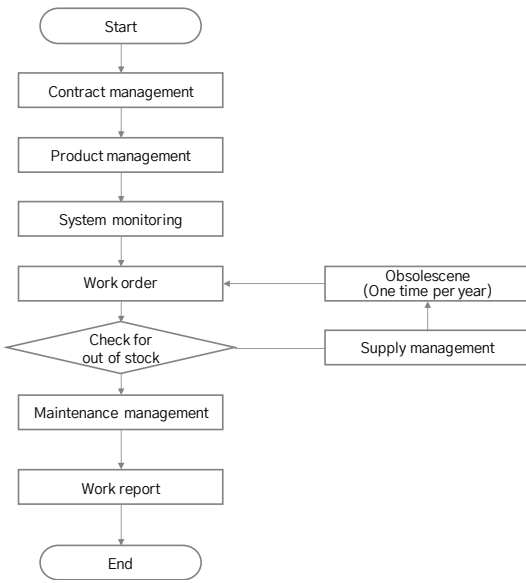 Start
Contract management
Product management
System monitoring
Work order
Obsolescene
(One time per year)
Check for
out of stock
Supply management
Maintenance management
Work report
End